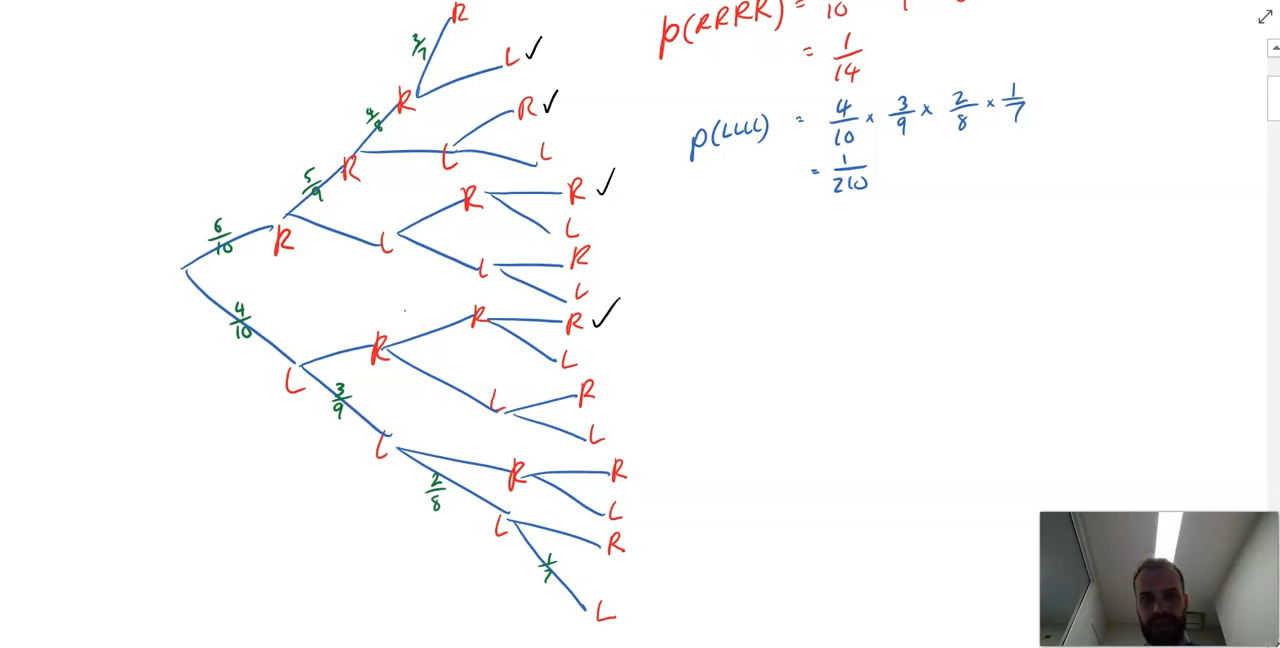 R
3/7
L ✓
R
R ✓
4/8
L
L
R
5/9
R
R ✓
L
6/10
R
L
L
R
L
4/10
R
R ✓
R
L
L
3/9
L
R
L
L
R
R
2/8
L
L
R
1/7
L
p(RRRR) =
10
= 1/14
p(LLLL) = 4/10 × 3/9 × 2/8 × 1/7
= 1/210